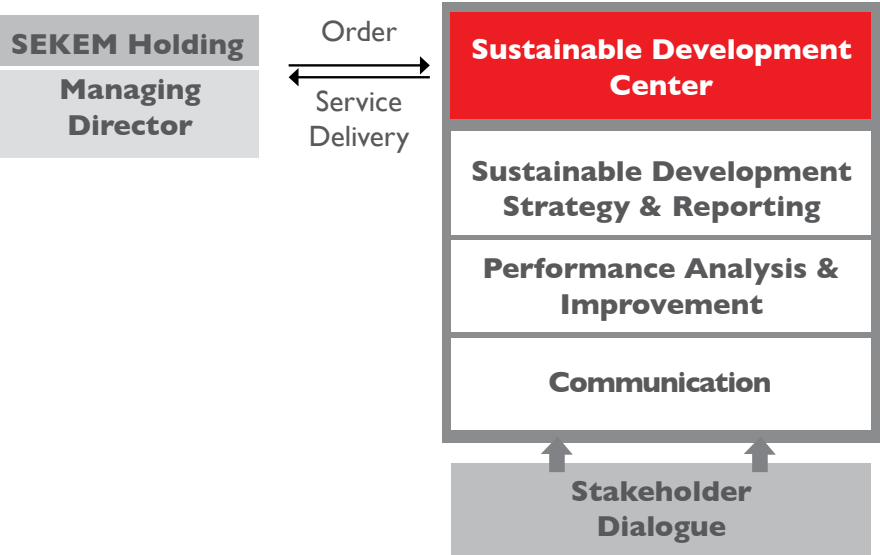 SEKEM Holding
Managing
Director
Order
Service
Delivery
Sustainable Development
Center
Sustainable Development
Strategy & Reporting
Performance Analysis &
Improvement
Communication
Stakeholder
Dialogue